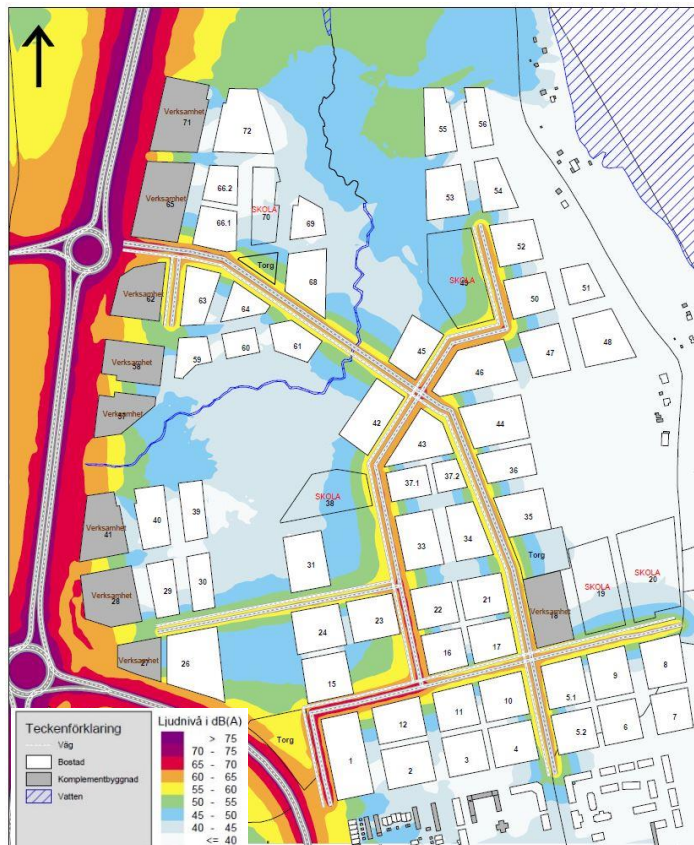 Verksamhet
71
72
55
56
66.2
SKOLA
70
69
53
54
Verksamhet
65
66.1
52
Torg
68
SKOLA
49
Verksamhet
62
63
64
50
51
45
47
48
59
60
61
Verksamhet
58
46
42
Verksamhet
57
43
44
37.1
37.2
36
SKOLA
38
40
39
35
Verksamhet
41
33
34
Torg
31
SKOLA
20
SKOLA
19
Verksamhet
28
29
30
Verksamhet
18
22
21
24
23
16
17
Verksamhet
27
26
15
5.1
9
8
Torg
1
12
11
10
5.2
6
7
2
3
4
Teckenförklaring
Väg
Bostad
Komplementbyggnad
Vatten
Ljudnivå i dB(A)
> 75
70 - 75
65 - 70
60 - 65
55 - 60
50 - 55
45 - 50
40 - 45
<= 40